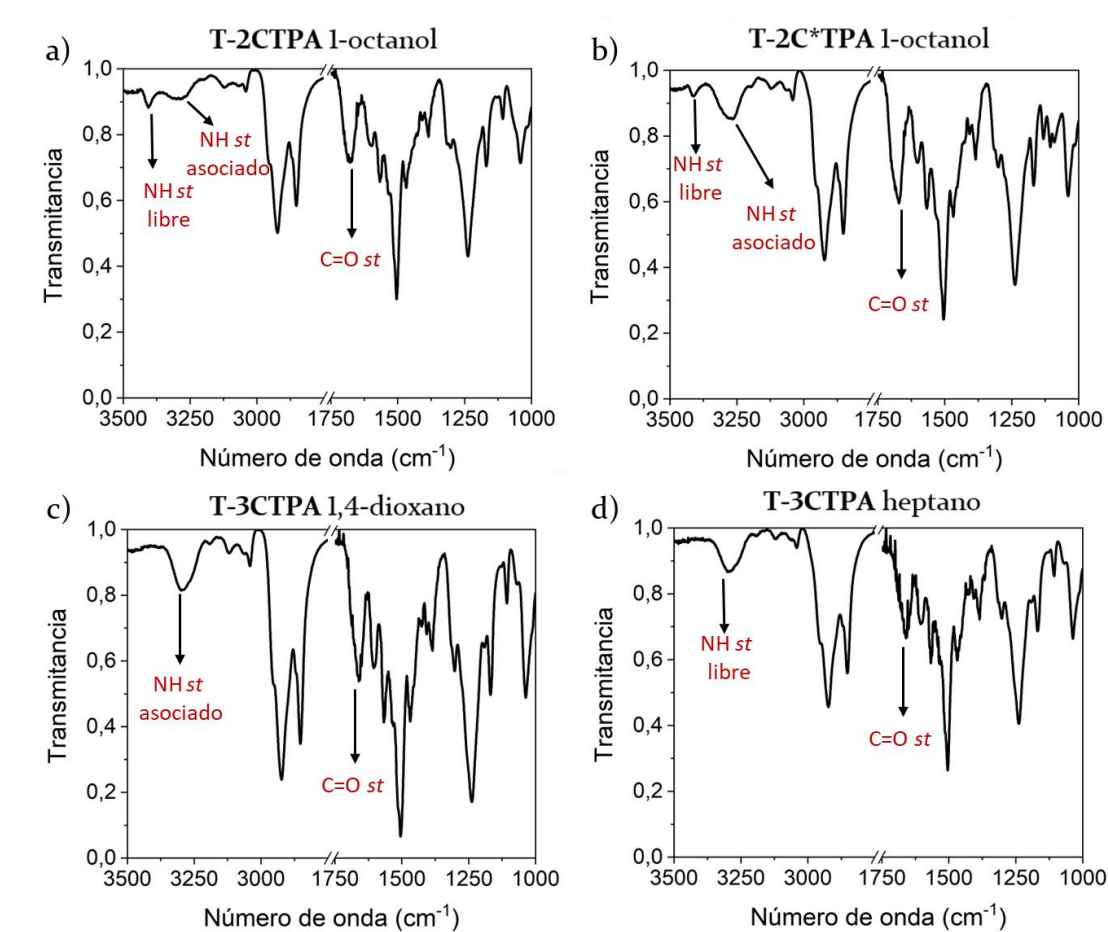 a) T-2CTPA 1-octanol
1,0
0,8
0,6
0,4
0,2
0,0
Transmitancia
NH st
asociado
NH st
libre
C=O st
3500 3250 3000 1750 1500 1250 1000
Número de onda (cm-1)
b) T-2C*TPA 1-octanol
1,0
0,8
0,6
0,4
0,2
0,0
Transmitancia
NH st
libre
NH st
asociado
C=O st
3500 3250 3000 1750 1500 1250 1000
Número de onda (cm-1)
c) T-3CTPA 1,4-dioxano
1,0
0,8
0,6
0,4
0,2
0,0
Transmitancia
NH st
asociado
C=O st
3500 3250 3000 1750 1500 1250 1000
Número de onda (cm-1)
d) T-3CTPA heptano
1,0
0,8
0,6
0,4
0,2
0,0
Transmitancia
NH st
libre
C=O st
3500 3250 3000 1750 1500 1250 1000
Número de onda (cm-1)